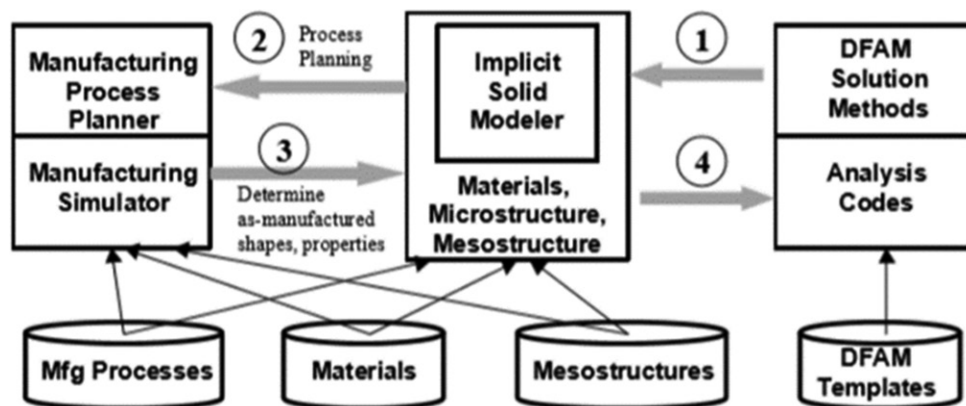 Manufacturing
Process
Planner
Manufacturing
Simulator
2
Process
Planning
3
Determine
as-manufactured
shapes, properties
Implicit
Solid
Modeler
Materials,
Microstructure,
Mesostructure
1
4
DFAM
Solution
Methods
Analysis
Codes
Mfg Processes
Materials
Mesostructures
DFAM
Templates